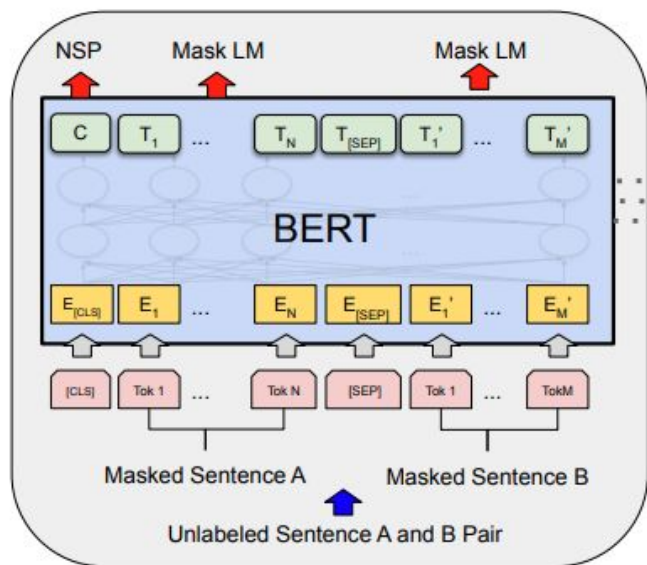 NSP Mask LM Mask LM
C T1 ... TN T[SEP] T1' ... TM'
BERT
E[CLS] E1 ... EN E[SEP] E1' ... EM'
[CLS] Tok 1 ... Tok N [SEP] Tok 1 ... TokM
Masked Sentence A Masked Sentence B
Unlabeled Sentence A and B Pair